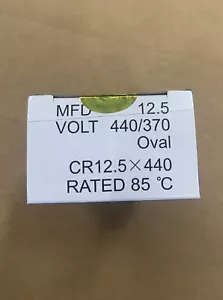 MFD 12.5
VOLT 440/370
Oval
CR12.5×440
RATED 85 ℃